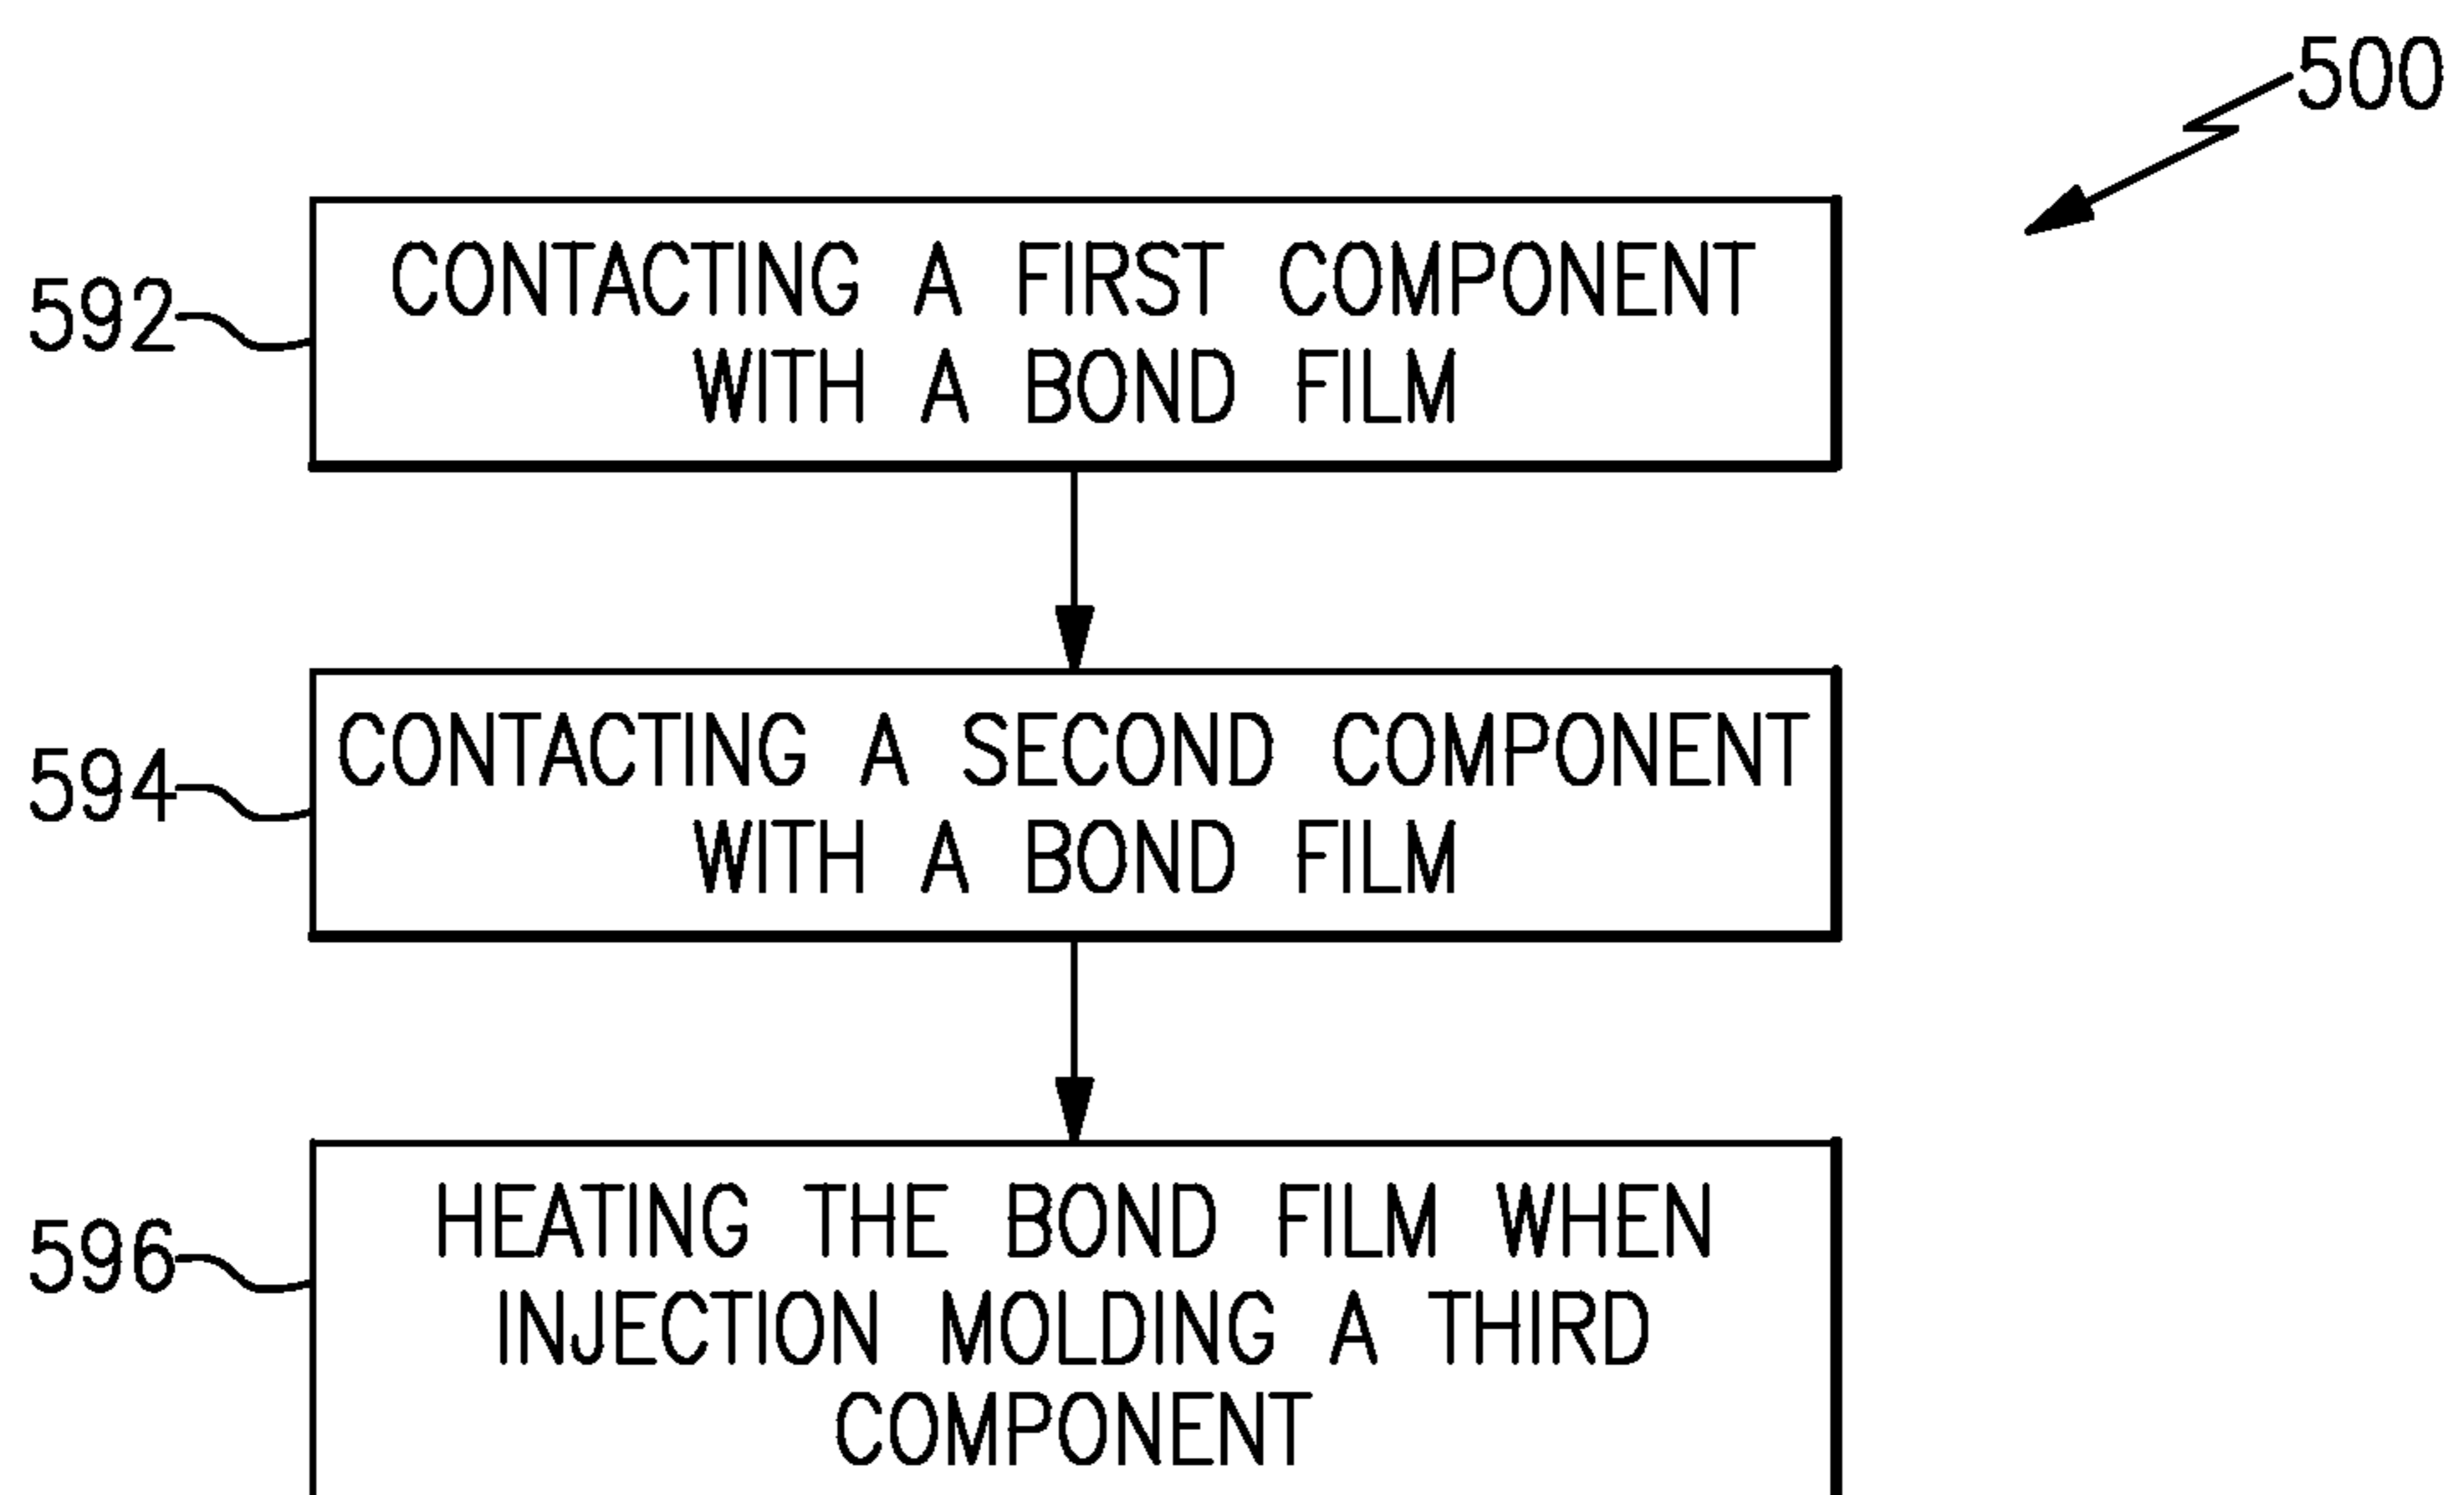 500
592
CONTACTING A FIRST COMPONENT
WITH A BOND FILM
594
CONTACTING A SECOND COMPONENT
WITH A BOND FILM
596
HEATING THE BOND FILM WHEN
INJECTION MOLDING A THIRD
COMPONENT